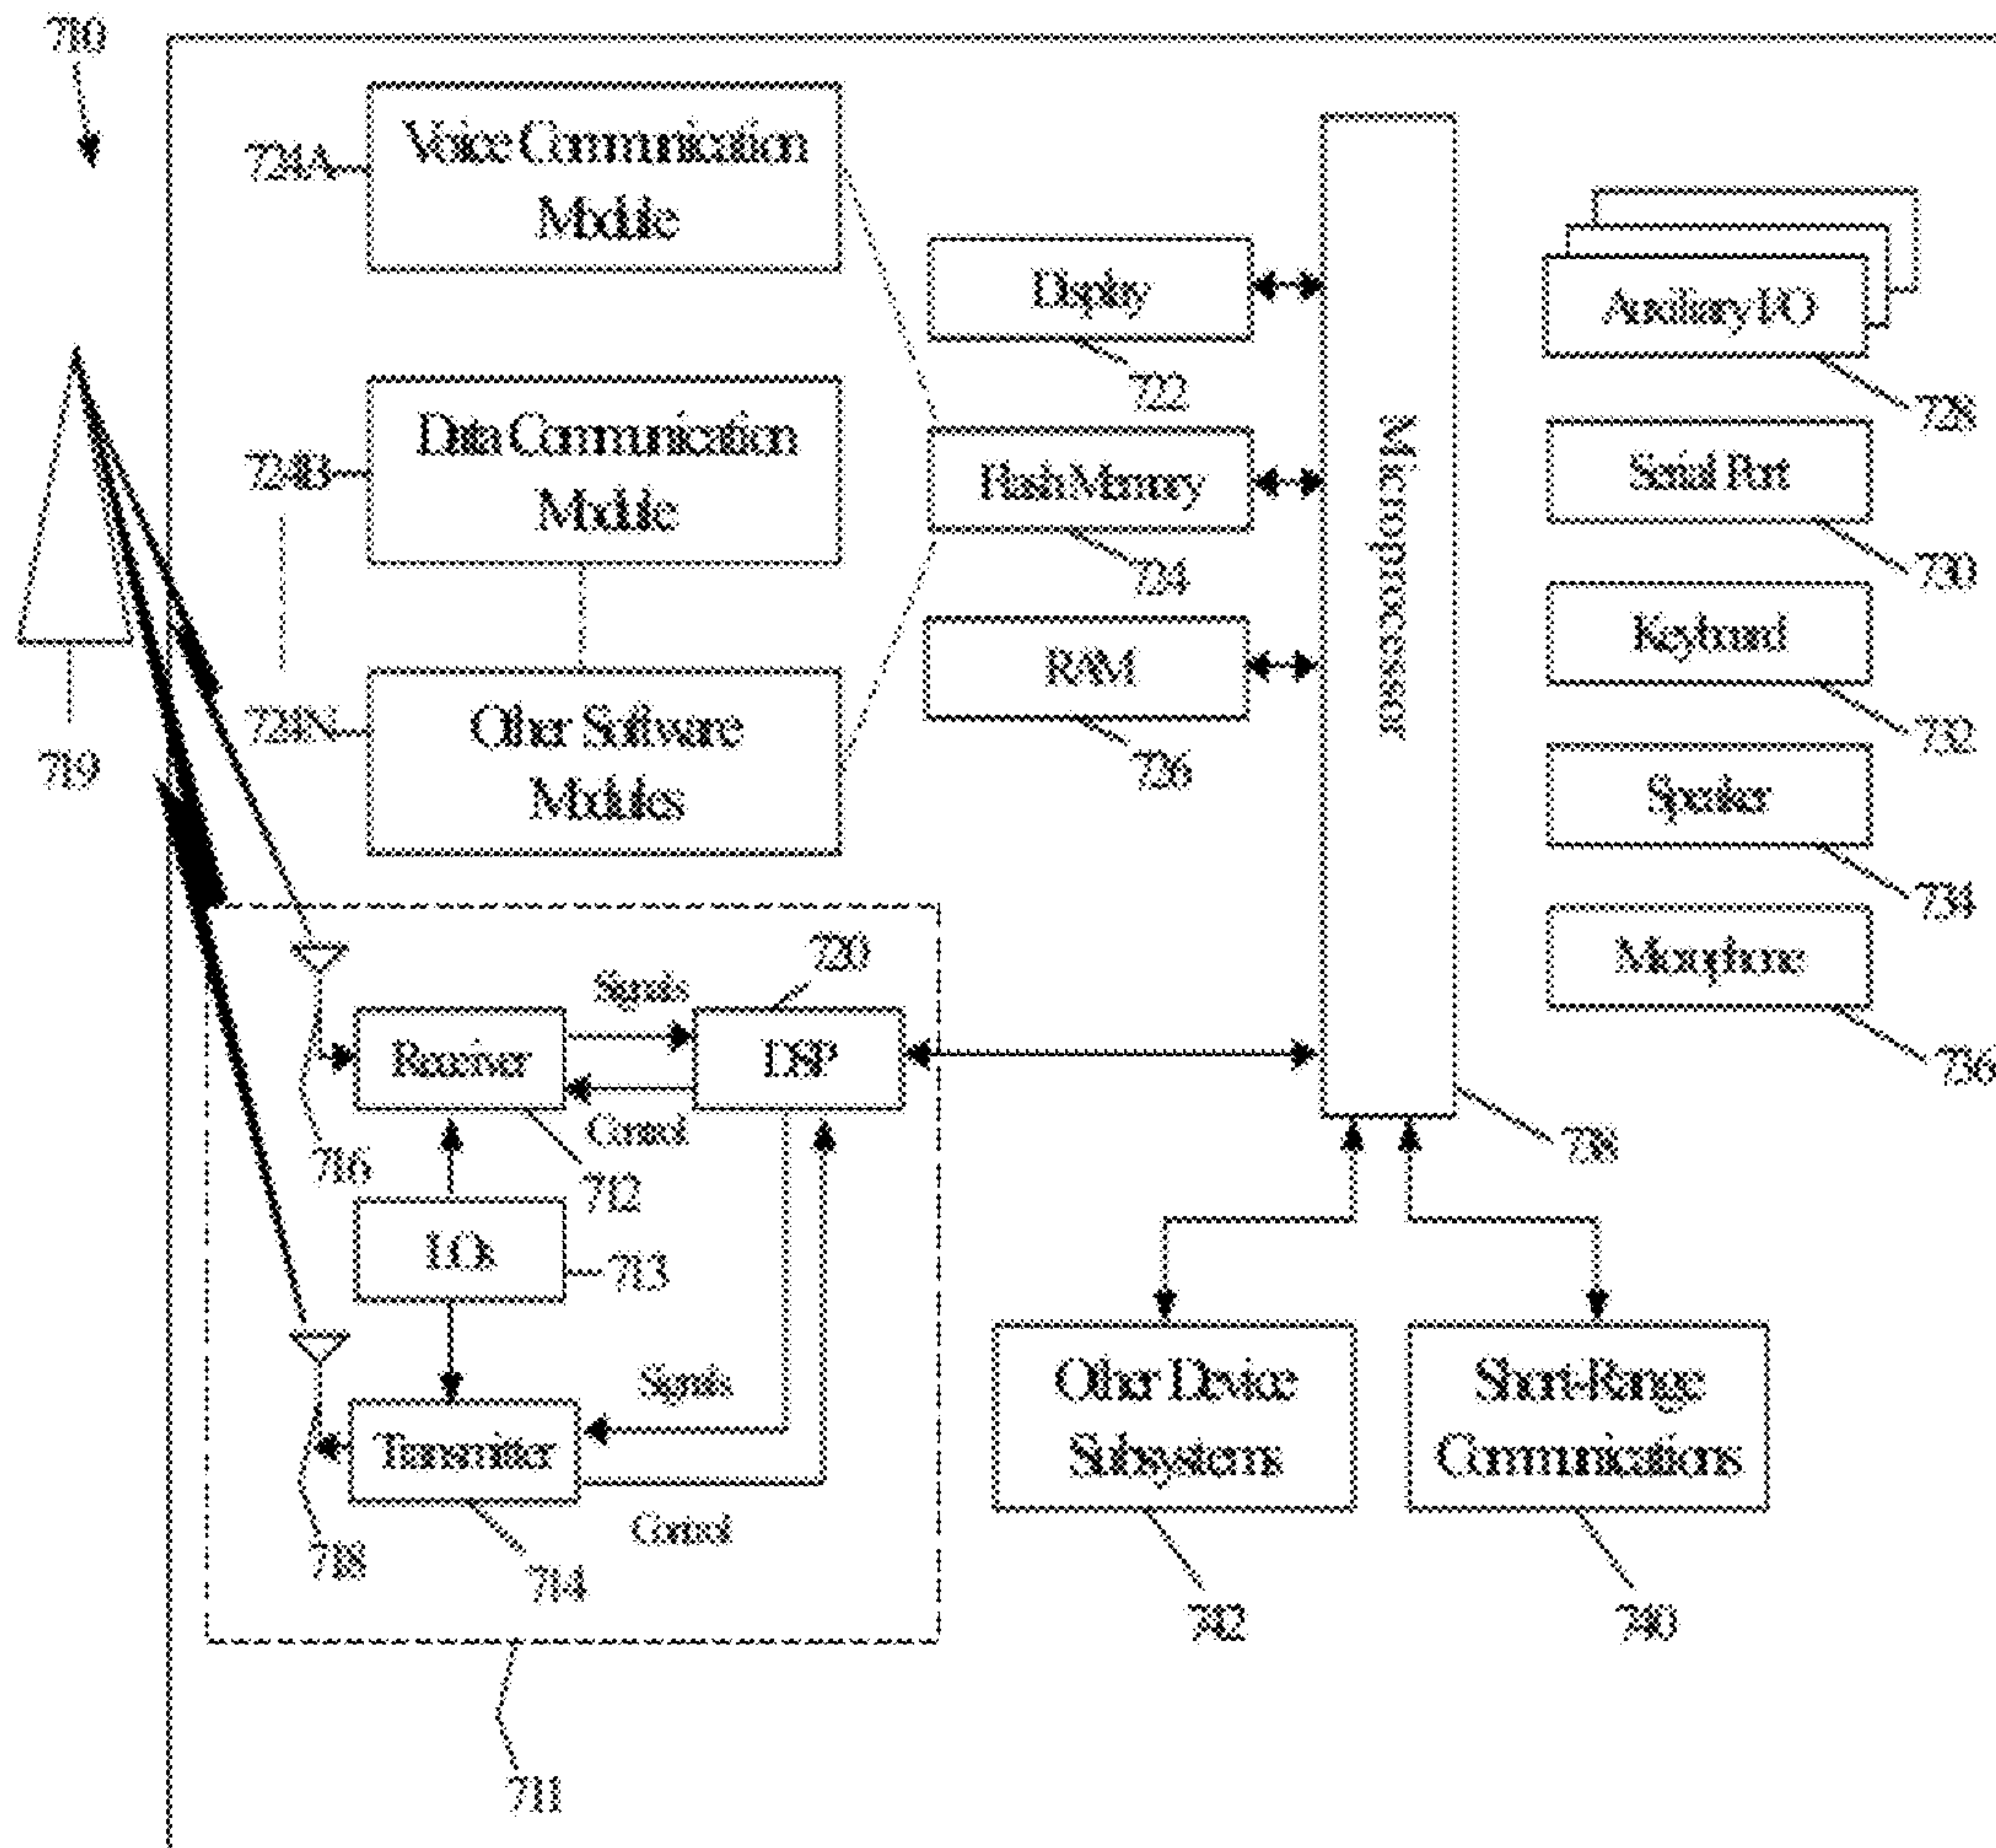 710
724A
Voice Communication
Module
Display
722
Auxiliary I/O
728
724B
Data Communication
Module
Flash Memory
724
Serial Port
730
Keyboard
732
RAM
726
724N
Other Software
Modules
719
Microprocessor
Speaker
734
Microphone
736
738
Signals
220
Receiver
DSP
Control
716
712
LOs
713
Signals
Transmitter
Control
718
714
Other Device
Subsystems
742
Short-Range
Communications
740
711